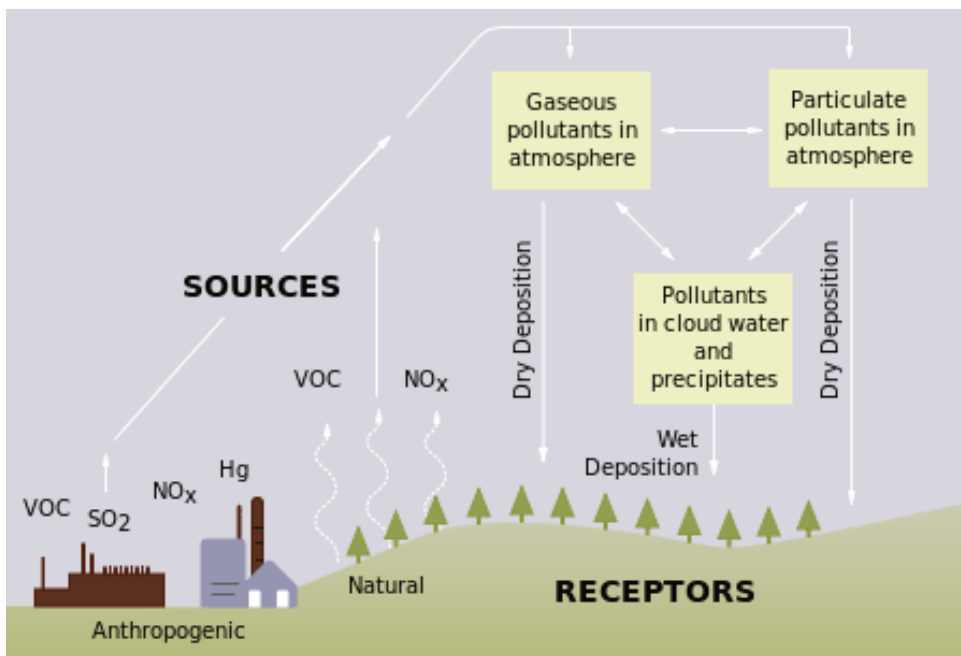 Gaseous
pollutants in
atmosphere
Particulate
pollutants in
atmosphere
SOURCES
Dry Deposition
Pollutants
in cloud water
and
precipitates
Dry Deposition
VOC
NOx
Wet
Deposition
Hg
NOx
VOC
SO2
Natural
RECEPTORS
Anthropogenic